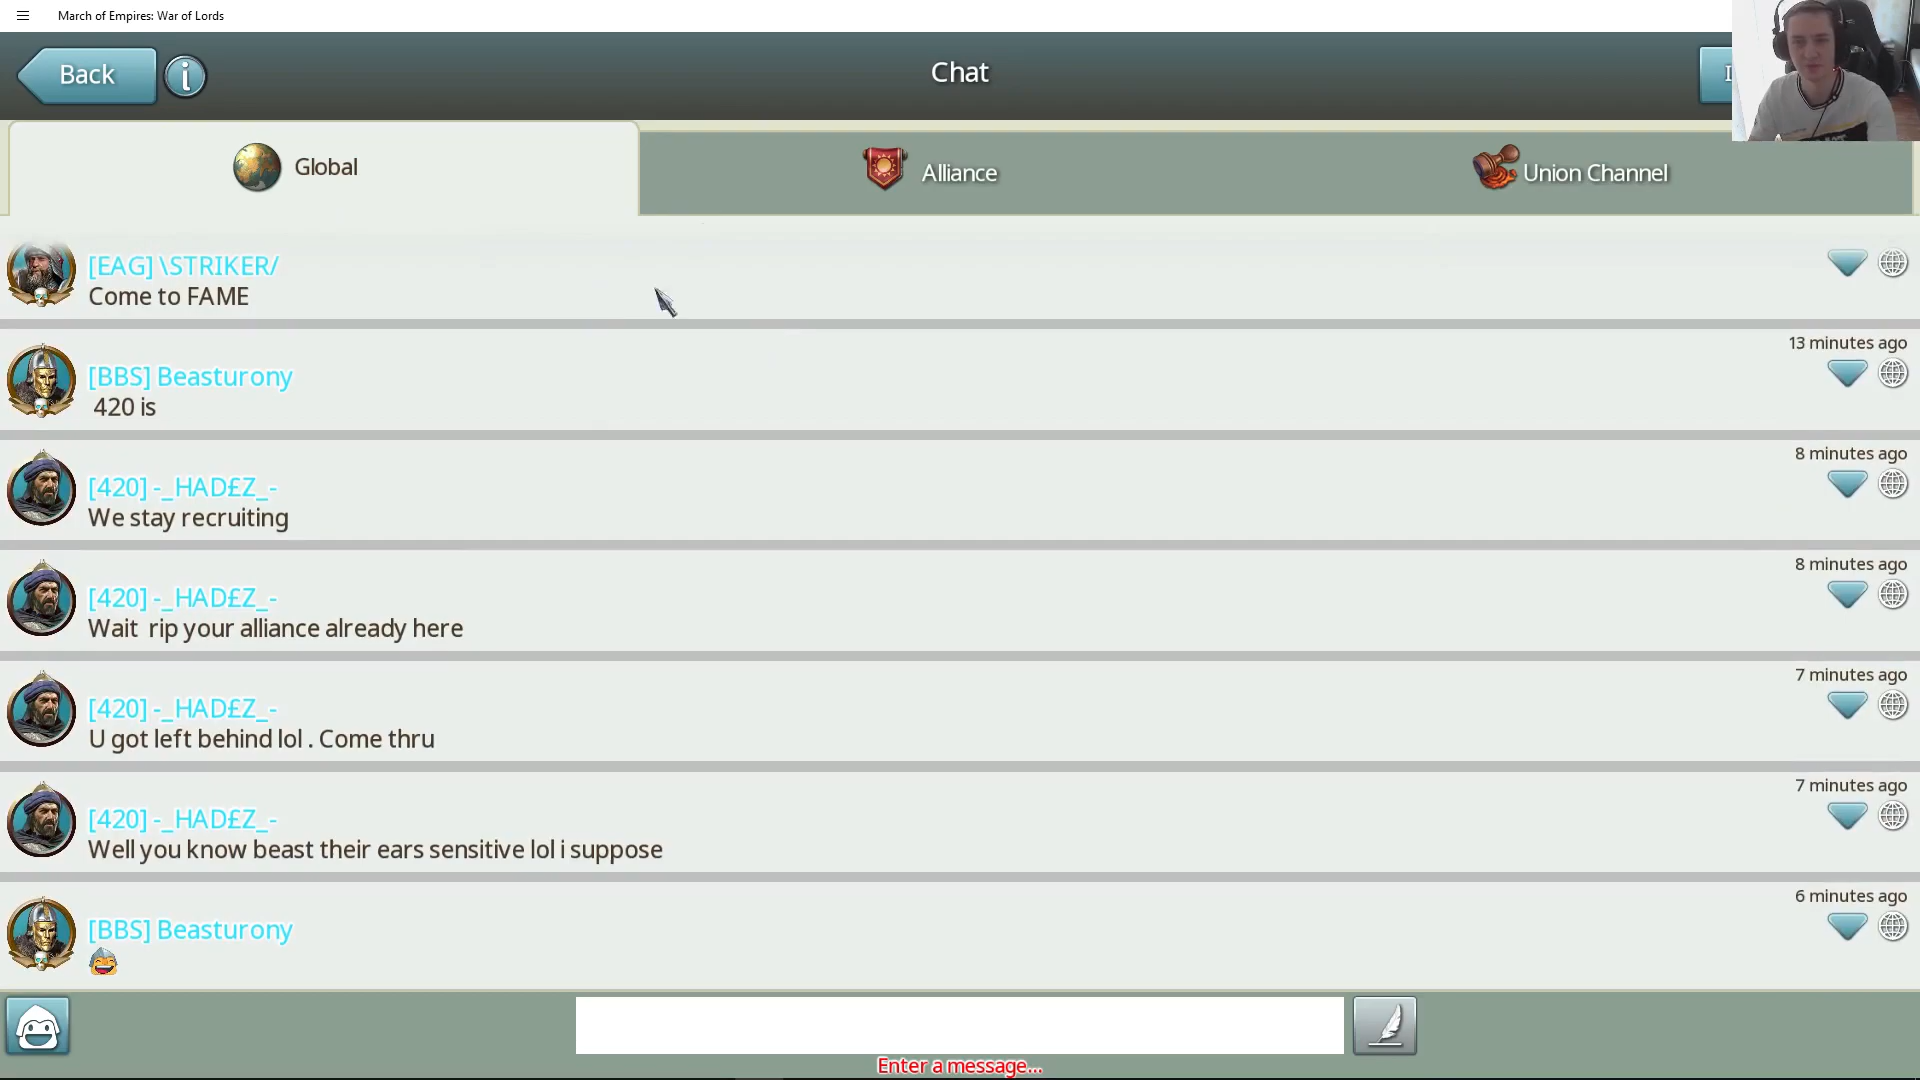 March of Empires: War of Lords
Back
Chat
Global
Alliance
Union Channel
[EAG] \STRIKER/
Come to FAME
13 minutes ago
[BBS] Beasturony
420 is
8 minutes ago
[420] -_HAD£Z_-
We stay recruiting
8 minutes ago
[420] -_HAD£Z_-
Wait  rip your alliance already here
7 minutes ago
[420] -_HAD£Z_-
U got left behind lol . Come thru
7 minutes ago
[420] -_HAD£Z_-
Well you know beast their ears sensitive lol i suppose
6 minutes ago
[BBS] Beasturony
Enter a message...